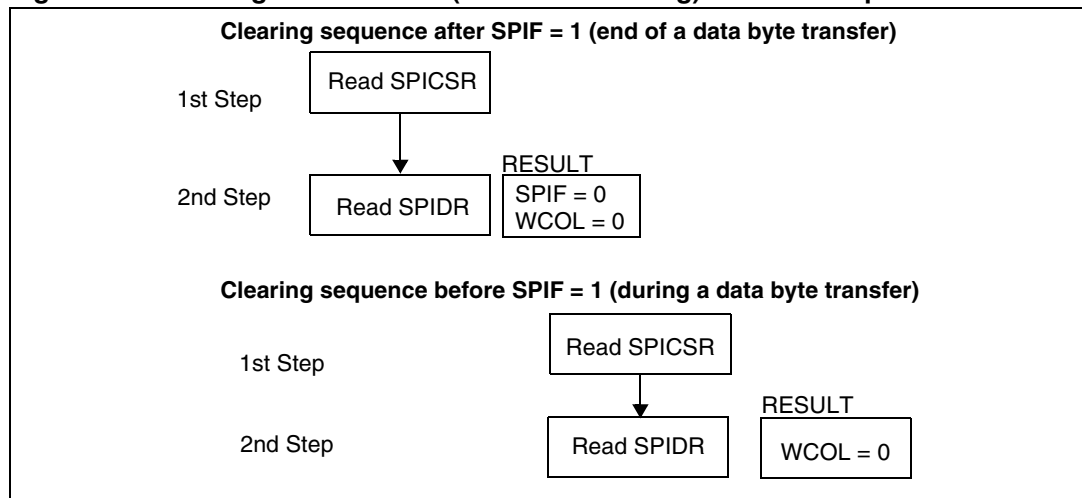 Clearing sequence after SPIF = 1 (end of a data byte transfer)
1st Step
Read SPICSR
RESULT
2nd Step
Read SPIDR
SPIF = 0
WCOL = 0
Clearing sequence before SPIF = 1 (during a data byte transfer)
1st Step
Read SPICSR
RESULT
2nd Step
Read SPIDR
WCOL = 0